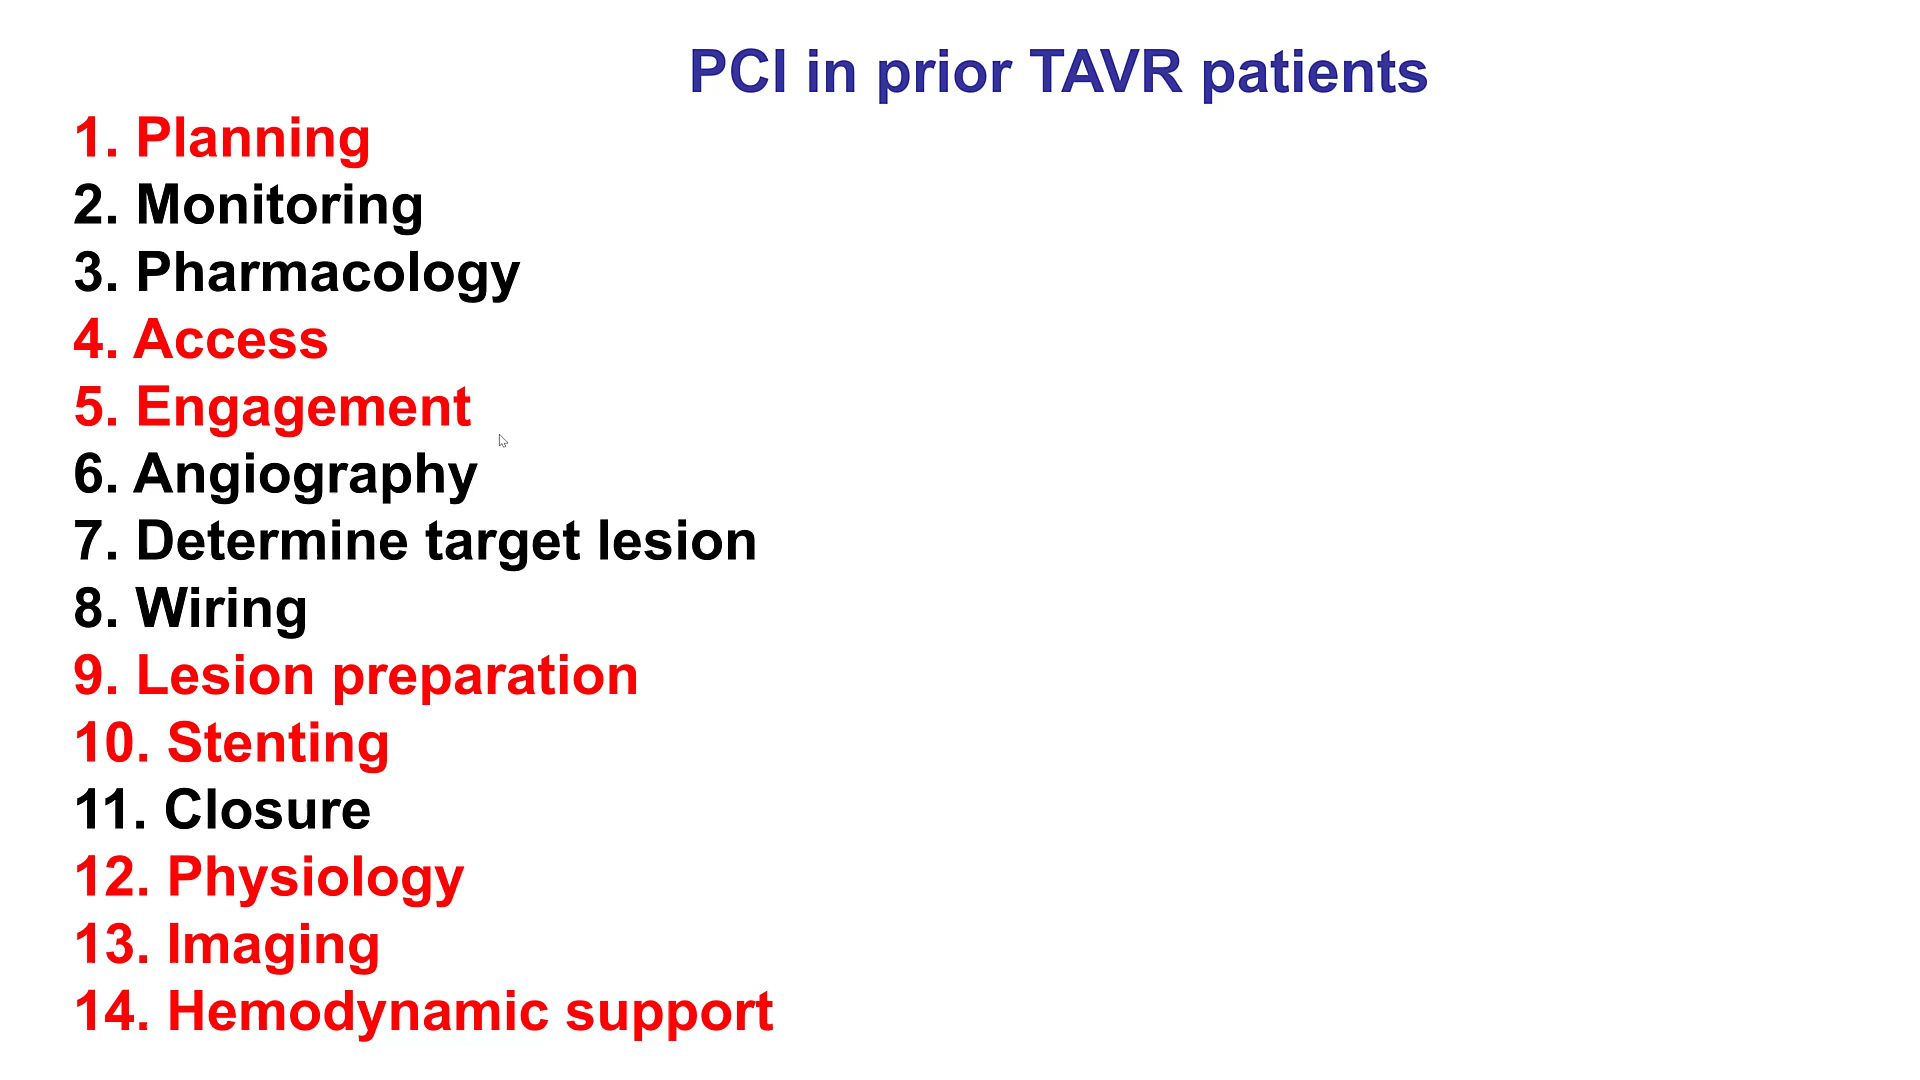 PCI in prior TAVR patients
1. Planning
2. Monitoring
3. Pharmacology
4. Access
5. Engagement
6. Angiography
7. Determine target lesion
8. Wiring
9. Lesion preparation
10. Stenting
11. Closure
12. Physiology
13. Imaging
14. Hemodynamic support